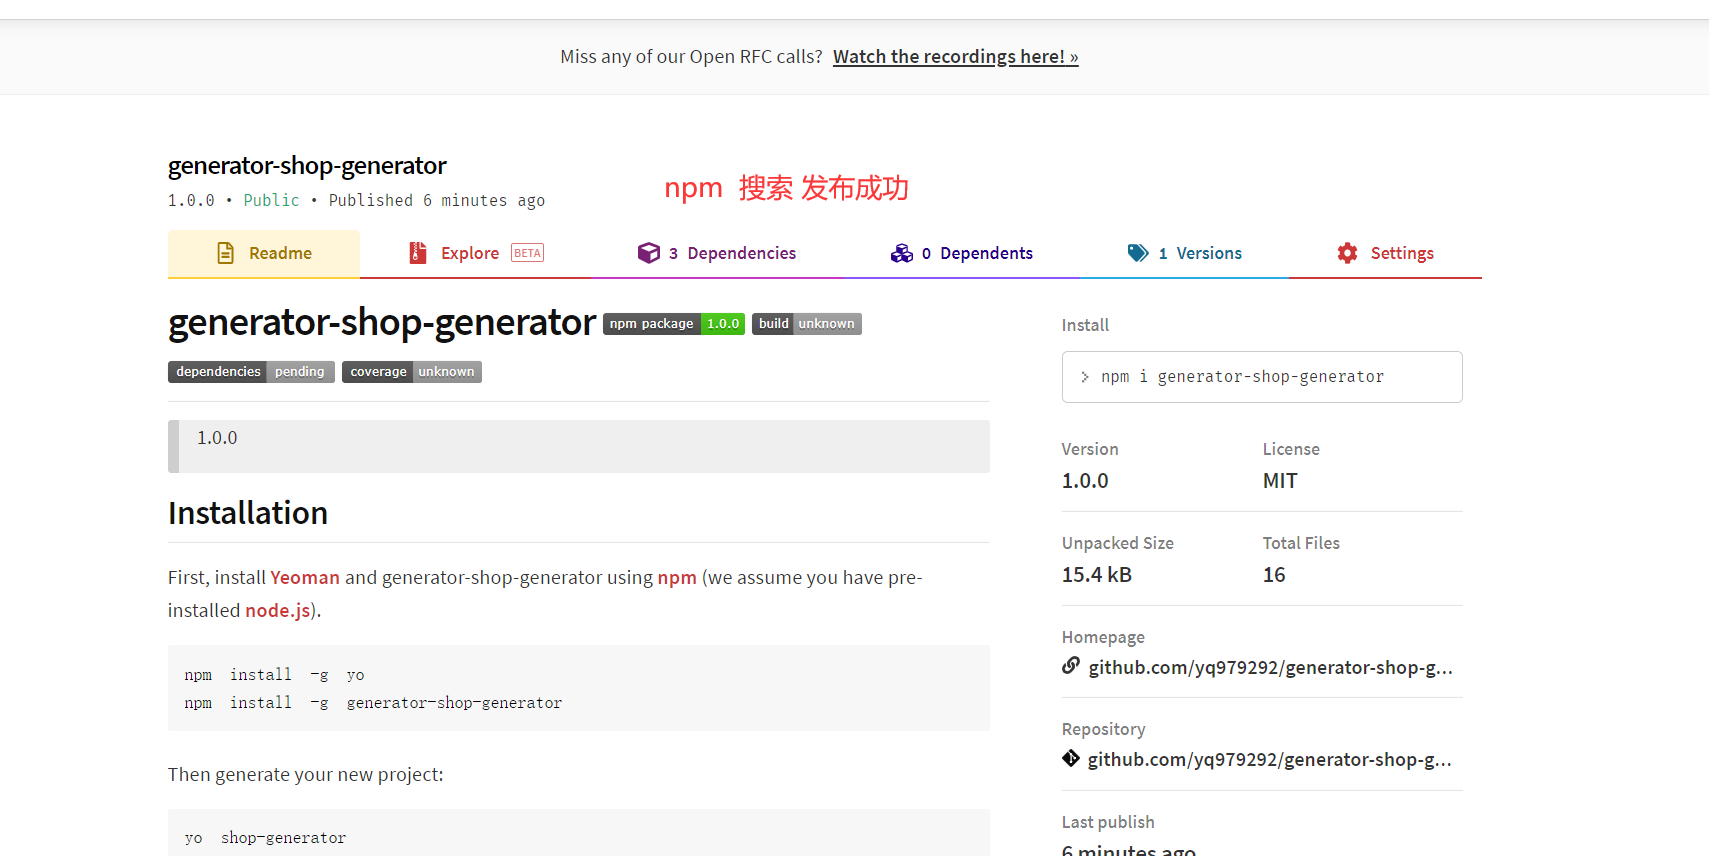 Miss any of our Open RFC calls? Watch the recordings here! »
generator-shop-generator
1.0.0 • Public • Published 6 minutes ago
npm 搜索 发布成功
Readme
Explore BETA
3 Dependencies
0 Dependents
1 Versions
Settings
generator-shop-generator npm package 1.0.0 build unknown
dependencies pending coverage unknown
1.0.0
Installation
First, install Yeoman and generator-shop-generator using npm (we assume you have pre-
installed node.js).
npm install -g yo
npm install -g generator-shop-generator
Then generate your new project:
yo shop-generator
Install
> npm i generator-shop-generator
Version License
1.0.0 MIT
Unpacked Size Total Files
15.4 kB 16
Homepage
github.com/yq979292/generator-shop-g...
Repository
github.com/yq979292/generator-shop-g...
Last publish
6 minutes ago